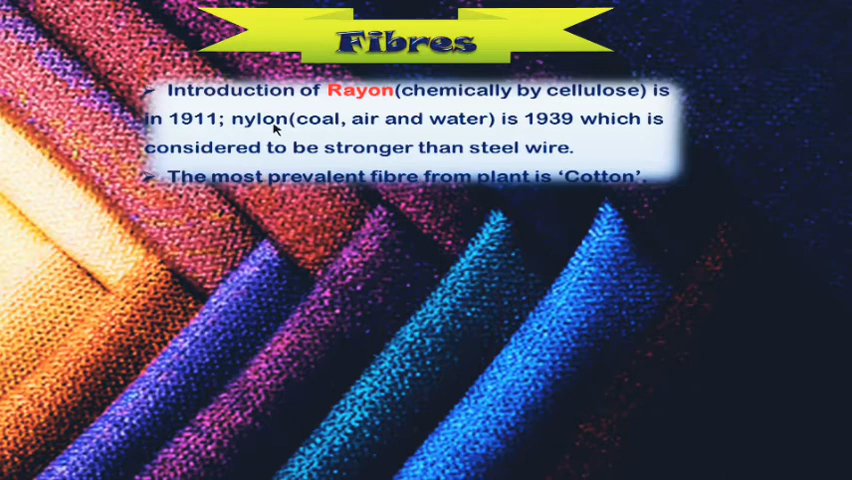 Fibres
➢ Introduction of Rayon(chemically by cellulose) is
in 1911; nylon(coal, air and water) is 1939 which is
considered to be stronger than steel wire.
➢ The most prevalent fibre from plant is ‘Cotton’.